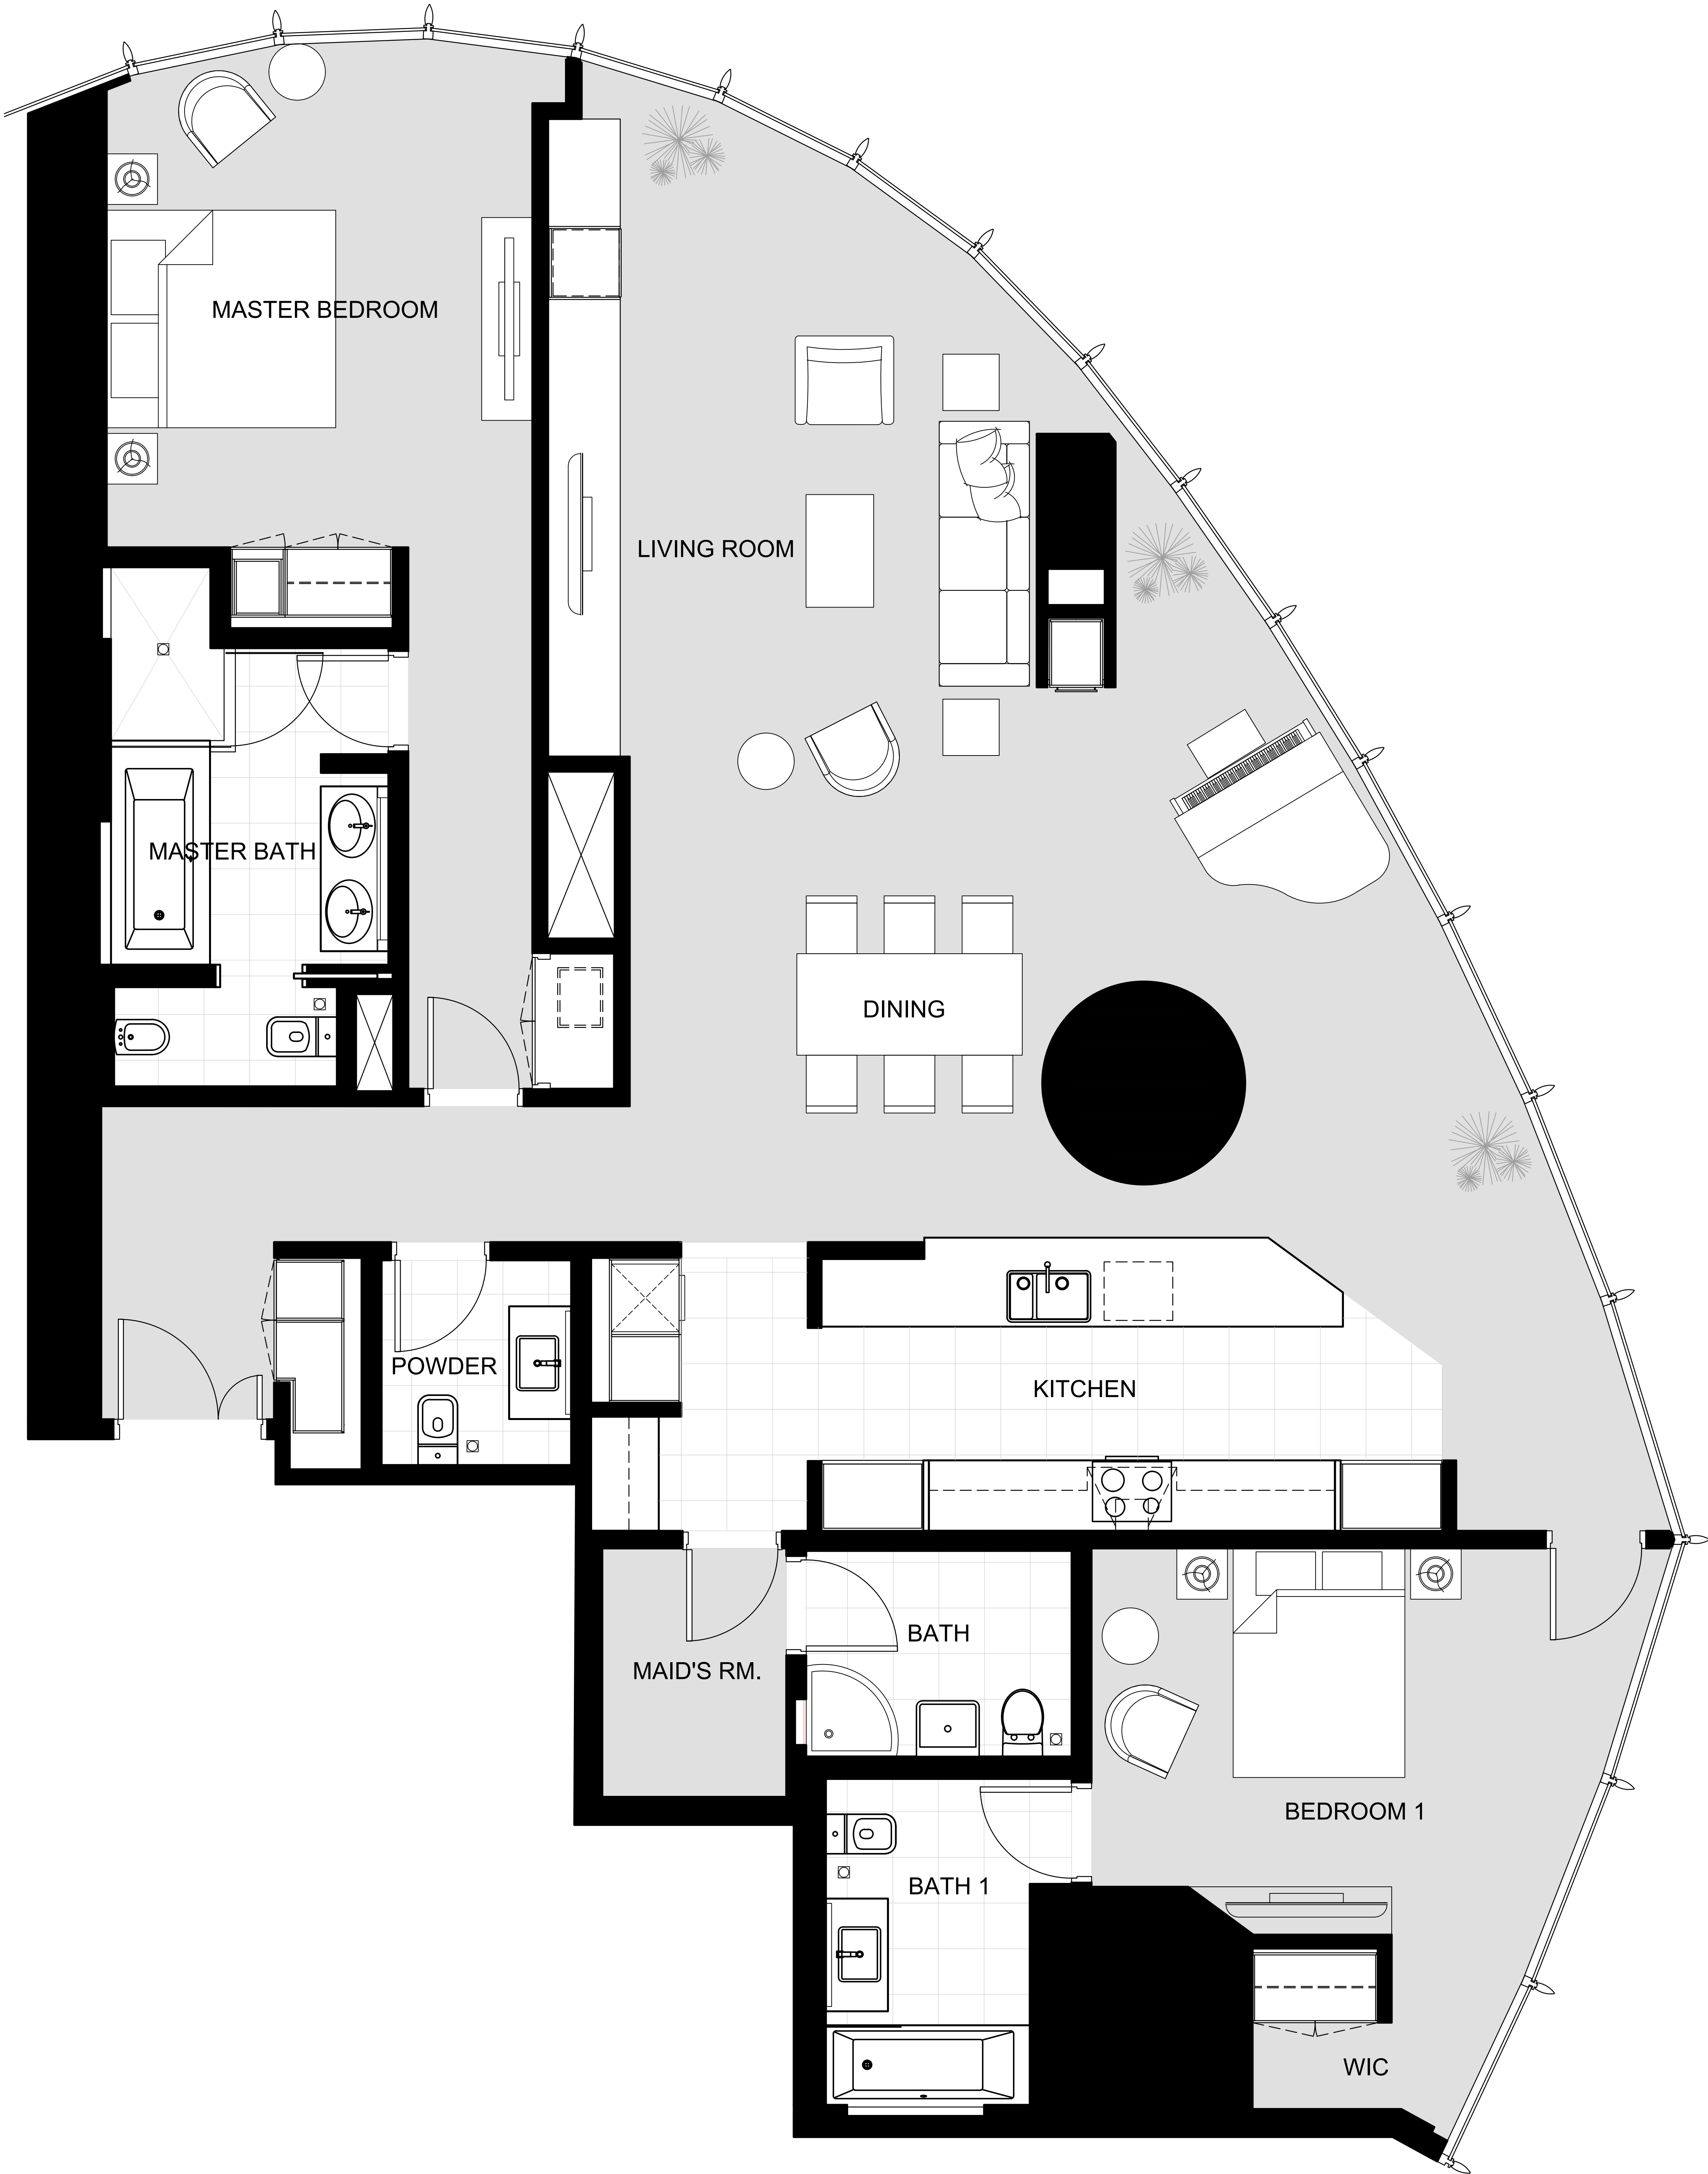 MASTER BEDROOM
LIVING ROOM
MASTER BATH
DINING
POWDER
KITCHEN
BATH
MAID'S RM.
BEDROOM 1
BATH 1
WIC